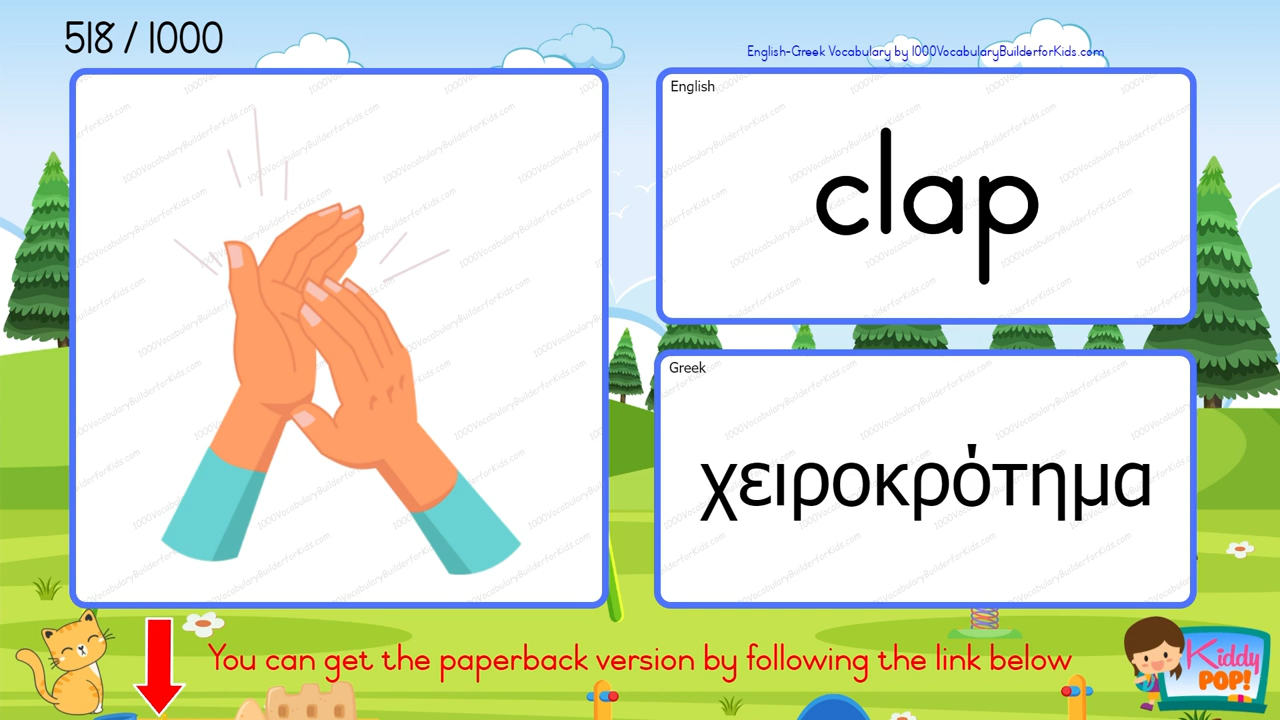 518 / 1000
English-Greek Vocabulary by 1000VocabularyBuilderforKids.com
English
clap
Greek
χειροκρότημα
You can get the paperback version by following the link below
Kiddy
POP!